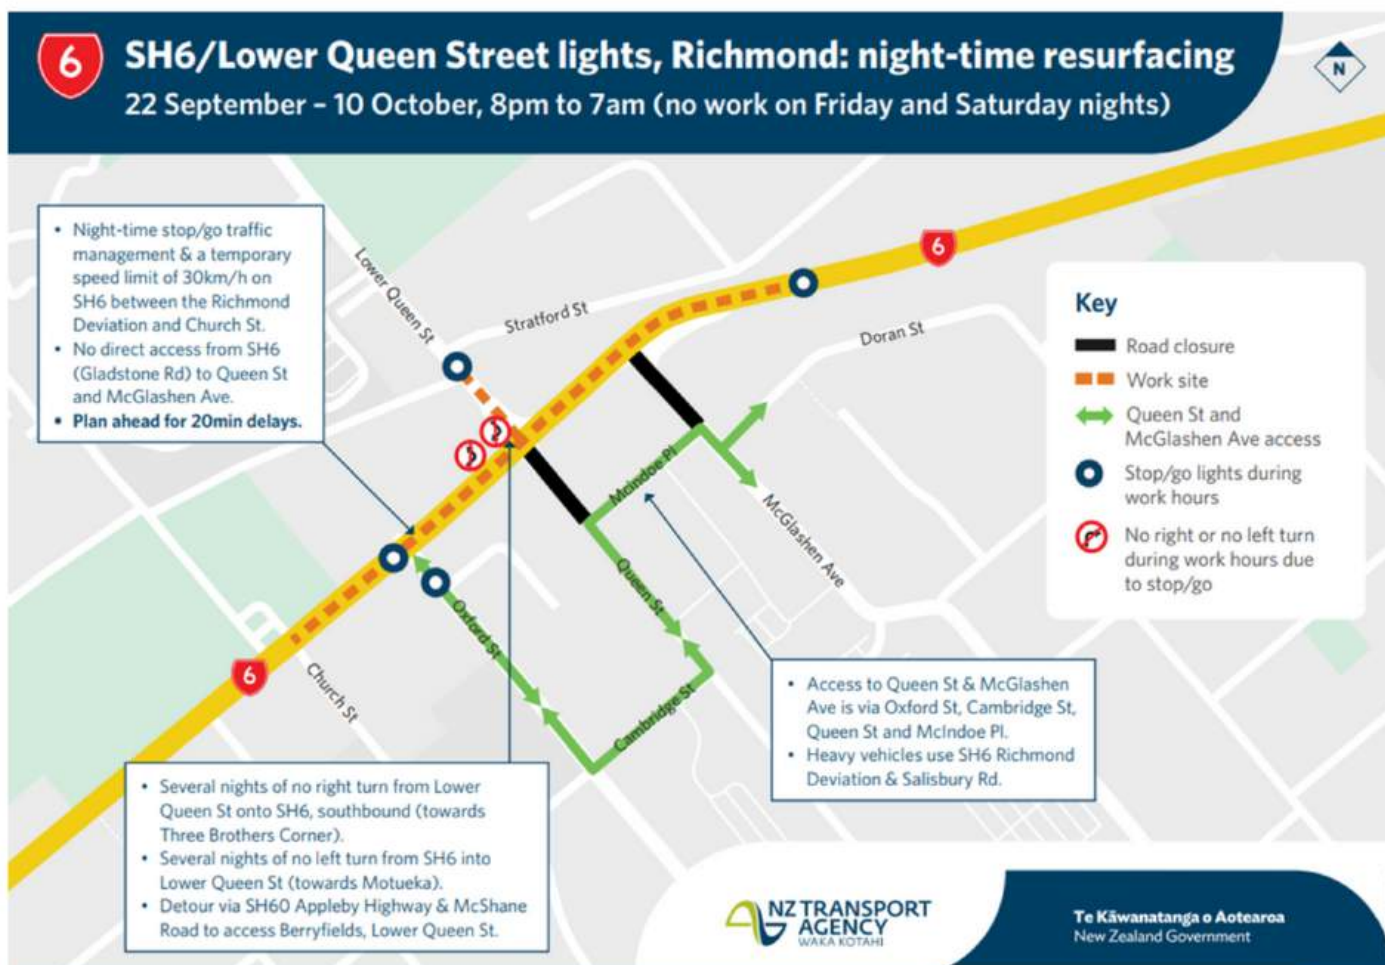 6
SH6/Lower Queen Street lights, Richmond: night-time resurfacing
22 September – 10 October, 8pm to 7am (no work on Friday and Saturday nights)
N
• Night-time stop/go traffic
management & a temporary
speed limit of 30km/h on
SH6 between the Richmond
Deviation and Church St.
• No direct access from SH6
(Gladstone Rd) to Queen St
and McGlashen Ave.
• Plan ahead for 20min delays.
Lower Queen St
Stratford St
6
Doran St
Key
Road closure
Work site
Queen St and
McGlashen Ave access
Stop/go lights during
work hours
No right or no left turn
during work hours due
to stop/go
McIndoe Pl
McGlashen Ave
Queen St
Oxford St
Church St
6
Cambridge St
• Access to Queen St & McGlashen
Ave is via Oxford St, Cambridge St,
Queen St and McIndoe Pl.
• Heavy vehicles use SH6 Richmond
Deviation & Salisbury Rd.
• Several nights of no right turn from Lower
Queen St onto SH6, southbound (towards
Three Brothers Corner).
• Several nights of no left turn from SH6 into
Lower Queen St (towards Motueka).
• Detour via SH60 Appleby Highway & McShane
Road to access Berryfields, Lower Queen St.
NZ TRANSPORT
AGENCY
WAKA KOTAHI
Te Kāwanatanga o Aotearoa
New Zealand Government